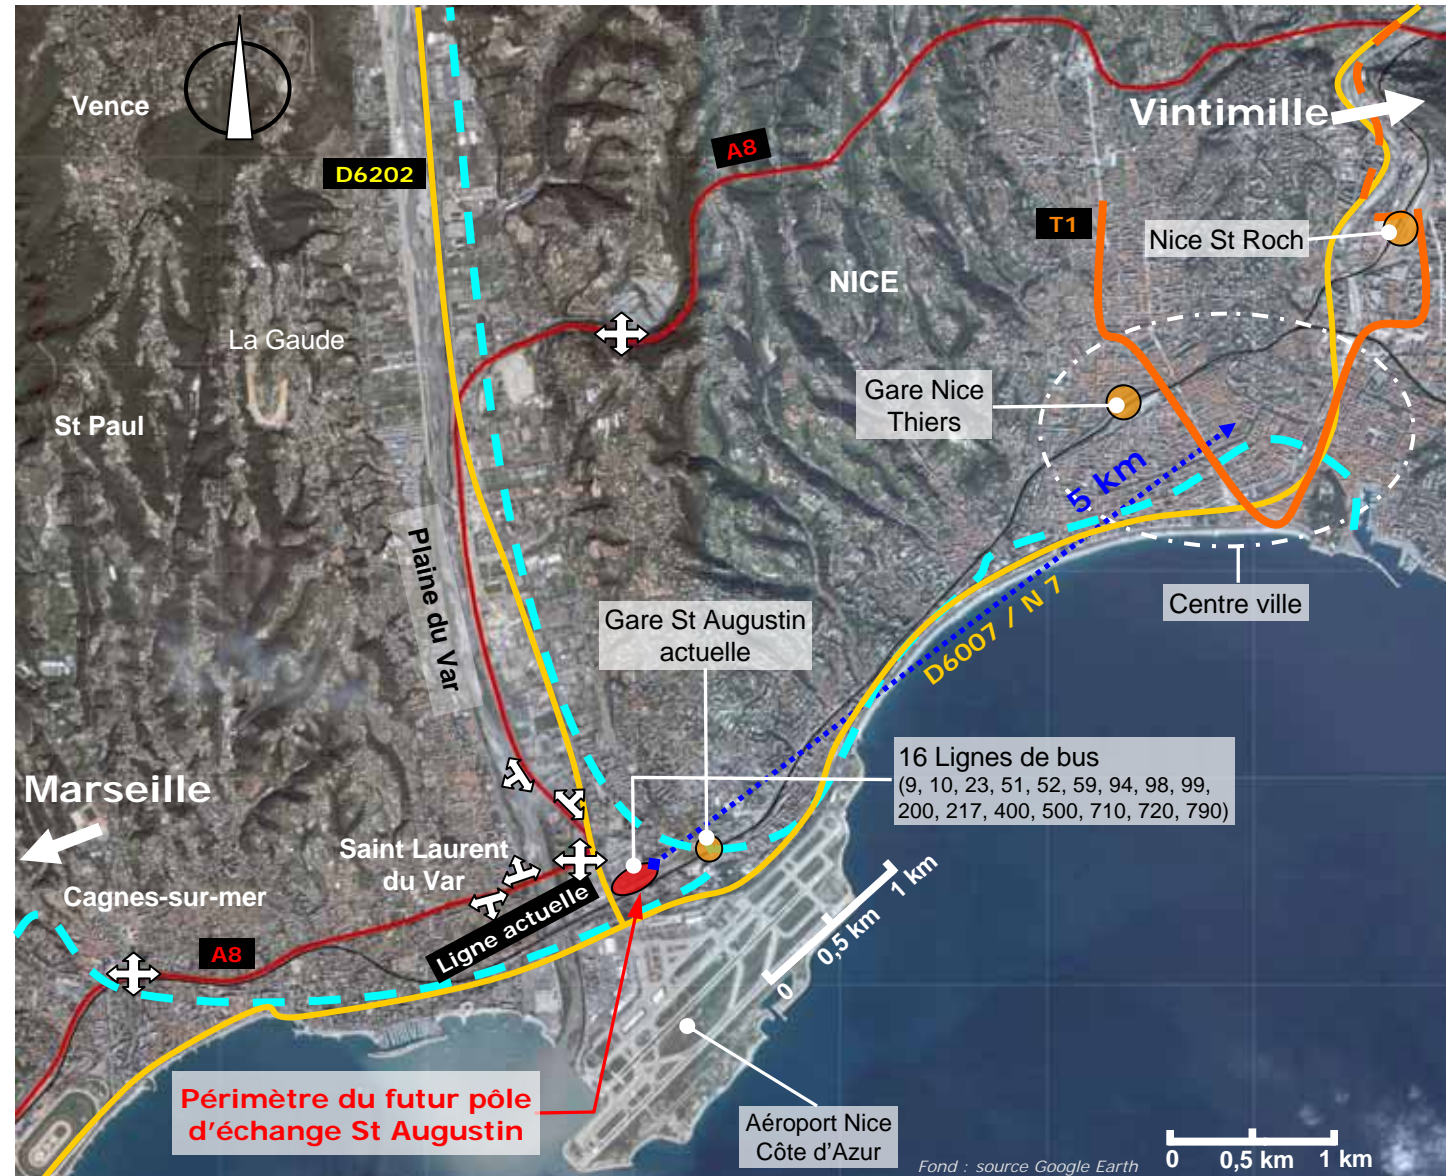 Vence
D6202
A8
Vintimille
T1
Nice St Roch
NICE
La Gaude
St Paul
Gare Nice
Thiers
5 km
Plaine du Var
Centre ville
Gare St Augustin
actuelle
D6007 / N 7
16 Lignes de bus
(9, 10, 23, 51, 52, 59, 94, 98, 99,
200, 217, 400, 500, 710, 720, 790)
Marseille
Saint Laurent
du Var
Cagnes-sur-mer
Ligne actuelle
A8
0
0,5 km
1 km
Périmètre du futur pôle
d'échange St Augustin
Aéroport Nice
Côte d'Azur
Fond : source Google Earth
0 0,5 km 1 km